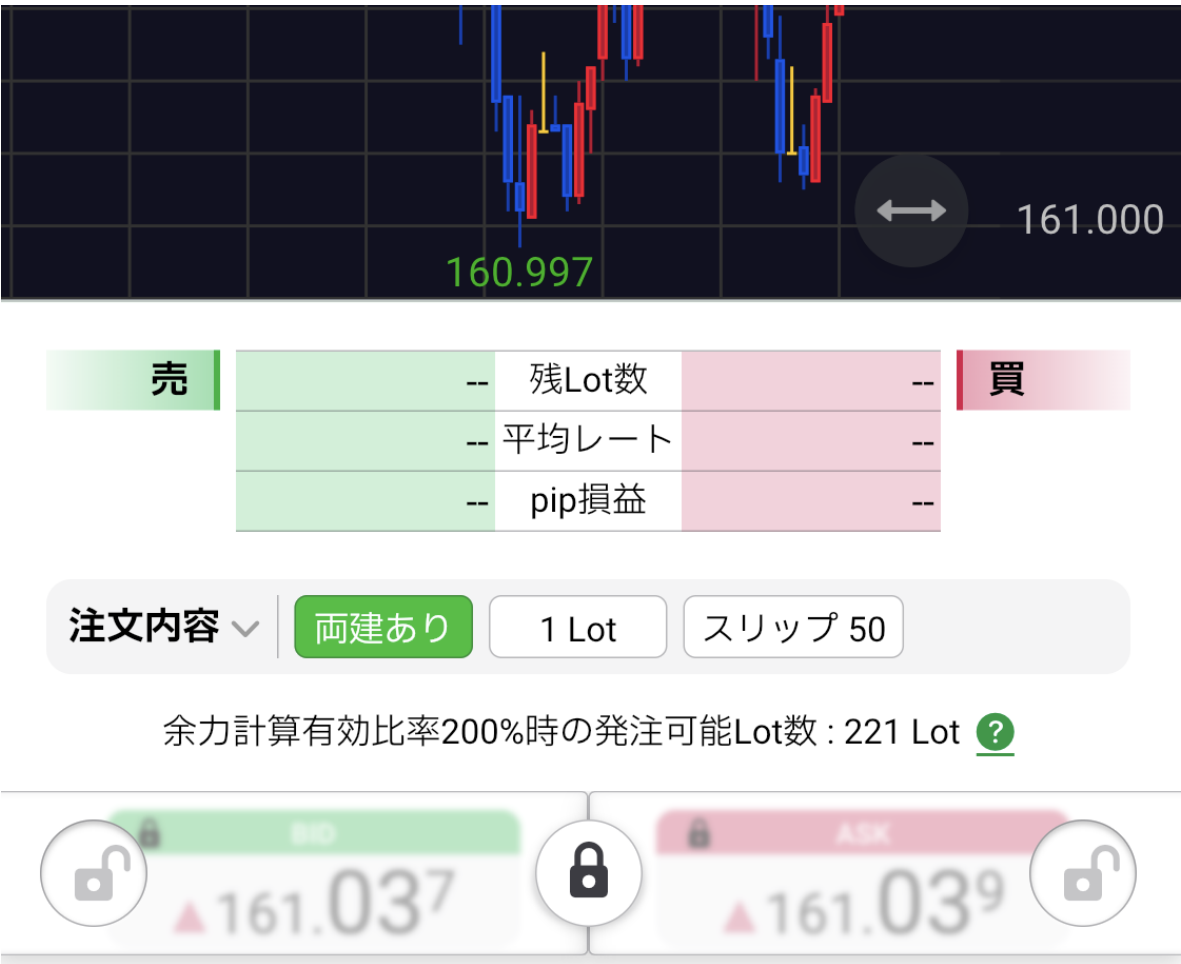 161.000
160.997
売 -- 残Lot数 -- 買
-- 平均レート --
-- pip損益 --
注文内容 両建あり 1 Lot スリップ 50
余力計算有効比率200%時の発注可能Lot数 : 221 Lot ?
BID ASK
▲161.037 ▲161.039